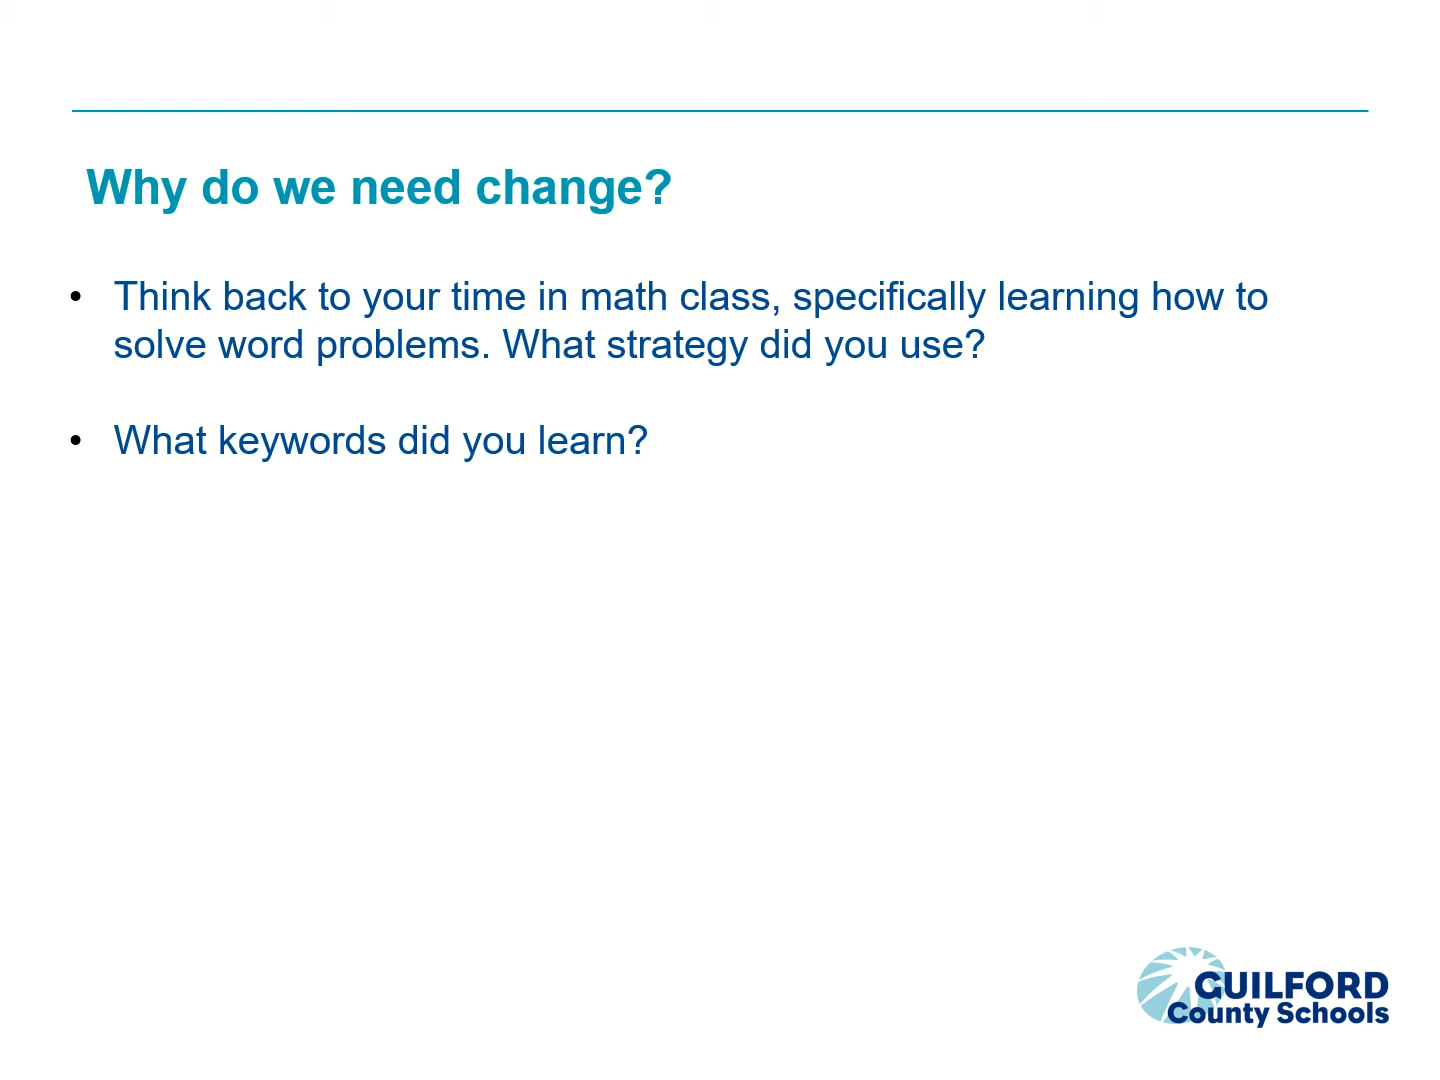 Why do we need change?
• Think back to your time in math class, specifically learning how to
solve word problems. What strategy did you use?
• What keywords did you learn?
GUILFORD
County Schools